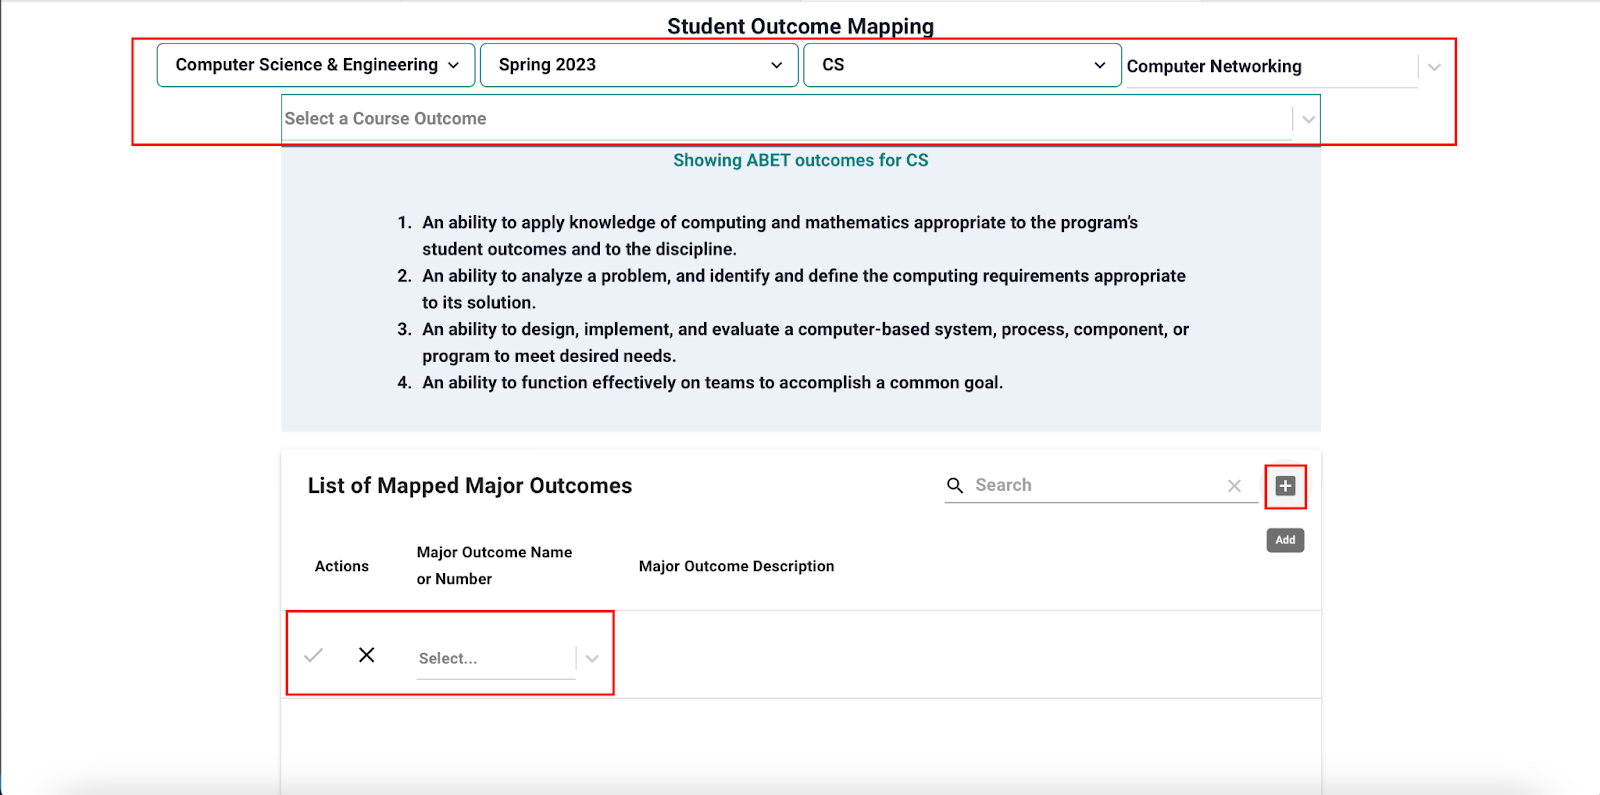 Student Outcome Mapping
Computer Science & Engineering
Spring 2023
CS
Computer Networking
Select a Course Outcome
Showing ABET outcomes for CS
1. An ability to apply knowledge of computing and mathematics appropriate to the program’s
student outcomes and to the discipline.
2. An ability to analyze a problem, and identify and define the computing requirements appropriate
to its solution.
3. An ability to design, implement, and evaluate a computer-based system, process, component, or
program to meet desired needs.
4. An ability to function effectively on teams to accomplish a common goal.
List of Mapped Major Outcomes
Search
Add
Actions
Major Outcome Name
or Number
Major Outcome Description
Select...